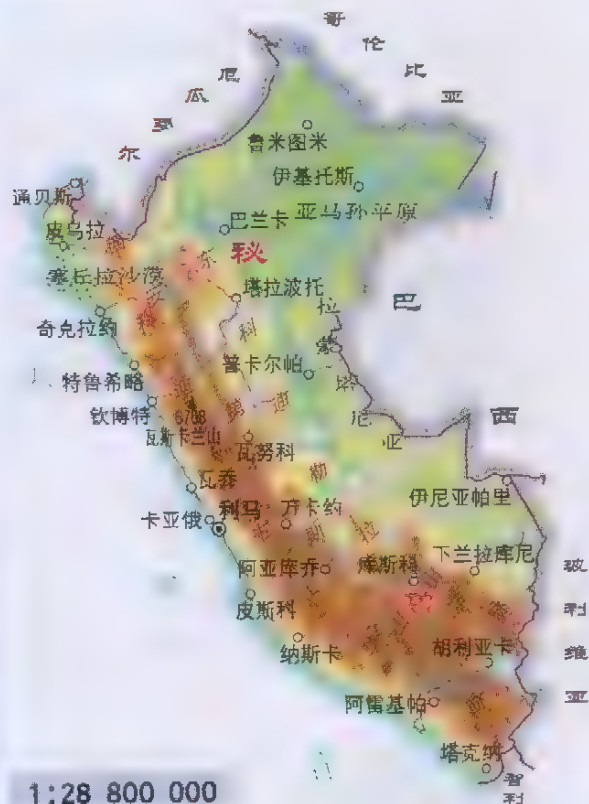 哥伦比亚
厄瓜多尔
鲁米图米
伊基托斯
通贝斯
巴兰卡
亚马孙平原
皮乌拉
秘
塞丘拉沙漠
塔拉波托
巴
奇克拉约
普卡尔帕
特鲁希略
钦博特
6768
西
瓦斯卡兰山
瓦努科
瓦乔
伊尼亚帕里
利马
万卡约
卡亚俄
阿亚库乔
库斯科
下兰拉库尼
玻利维亚
皮斯科
纳斯卡
胡利亚卡
阿雷基帕
塔克纳
智利
1:28 800 000